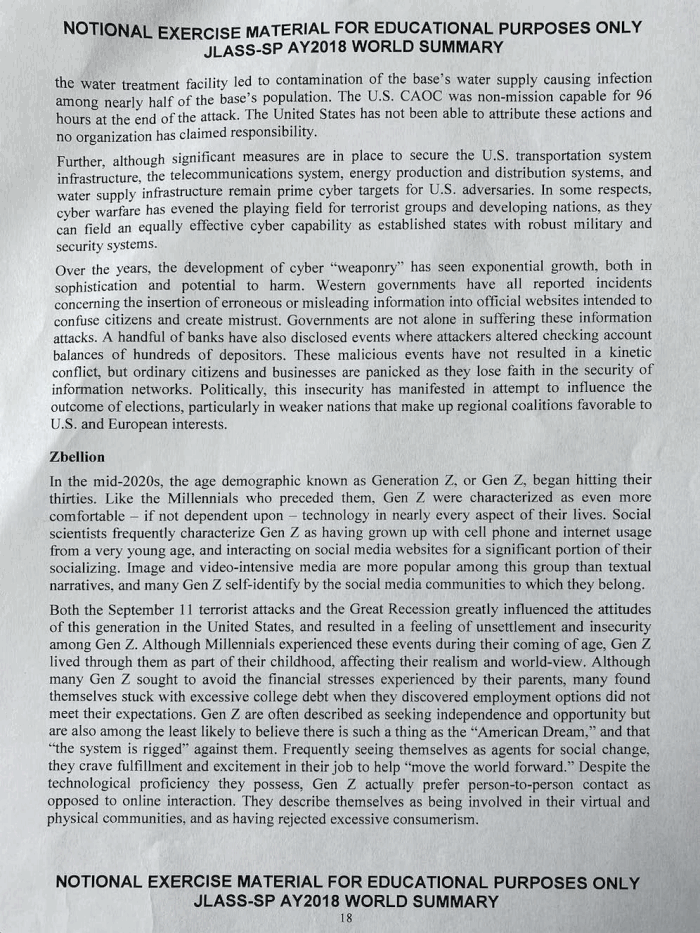 NOTIONAL EXERCISE MATERIAL FOR EDUCATIONAL PURPOSES ONLY
JLASS-SP AY2018 WORLD SUMMARY
the water treatment facility led to contamination of the base's water supply causing infection
among nearly half of the base's population. The U.S. CAOC was non-mission capable for 96
hours at the end of the attack. The United States has not been able to attribute these actions and
no organization has claimed responsibility.
Further, although significant measures are in place to secure the U.S. transportation system
infrastructure, the telecommunications system, energy production and distribution systems, and
water supply infrastructure remain prime cyber targets for U.S. adversaries. In some respects,
cyber warfare has evened the playing field for terrorist groups and developing nations, as they
can field an equally effective cyber capability as established states with robust military and
security systems.
Over the years, the development of cyber “weaponry” has seen exponential growth, both in
sophistication and potential to harm. Western governments have all reported incidents
concerning the insertion of erroneous or misleading information into official websites intended to
confuse citizens and create mistrust. Governments are not alone in suffering these information
attacks. A handful of banks have also disclosed events where attackers altered checking account
balances of hundreds of depositors. These malicious events have not resulted in a kinetic
conflict, but ordinary citizens and businesses are panicked as they lose faith in the security of
information networks. Politically, this insecurity has manifested in attempt to influence the
outcome of elections, particularly in weaker nations that make up regional coalitions favorable to
U.S. and European interests.
Zbellion
In the mid-2020s, the age demographic known as Generation Z, or Gen Z, began hitting their
thirties. Like the Millennials who preceded them, Gen Z were characterized as even more
comfortable – if not dependent upon – technology in nearly every aspect of their lives. Social
scientists frequently characterize Gen Z as having grown up with cell phone and internet usage
from a very young age, and interacting on social media websites for a significant portion of their
socializing. Image and video-intensive media are more popular among this group than textual
narratives, and many Gen Z self-identify by the social media communities to which they belong.
Both the September 11 terrorist attacks and the Great Recession greatly influenced the attitudes
of this generation in the United States, and resulted in a feeling of unsettlement and insecurity
among Gen Z. Although Millennials experienced these events during their coming of age, Gen Z
lived through them as part of their childhood, affecting their realism and world-view. Although
many Gen Z sought to avoid the financial stresses experienced by their parents, many found
themselves stuck with excessive college debt when they discovered employment options did not
meet their expectations. Gen Z are often described as seeking independence and opportunity but
are also among the least likely to believe there is such a thing as the “American Dream,” and that
“the system is rigged” against them. Frequently seeing themselves as agents for social change,
they crave fulfillment and excitement in their job to help “move the world forward.” Despite the
technological proficiency they possess, Gen Z actually prefer person-to-person contact as
opposed to online interaction. They describe themselves as being involved in their virtual and
physical communities, and as having rejected excessive consumerism.
NOTIONAL EXERCISE MATERIAL FOR EDUCATIONAL PURPOSES ONLY
JLASS-SP AY2018 WORLD SUMMARY
18